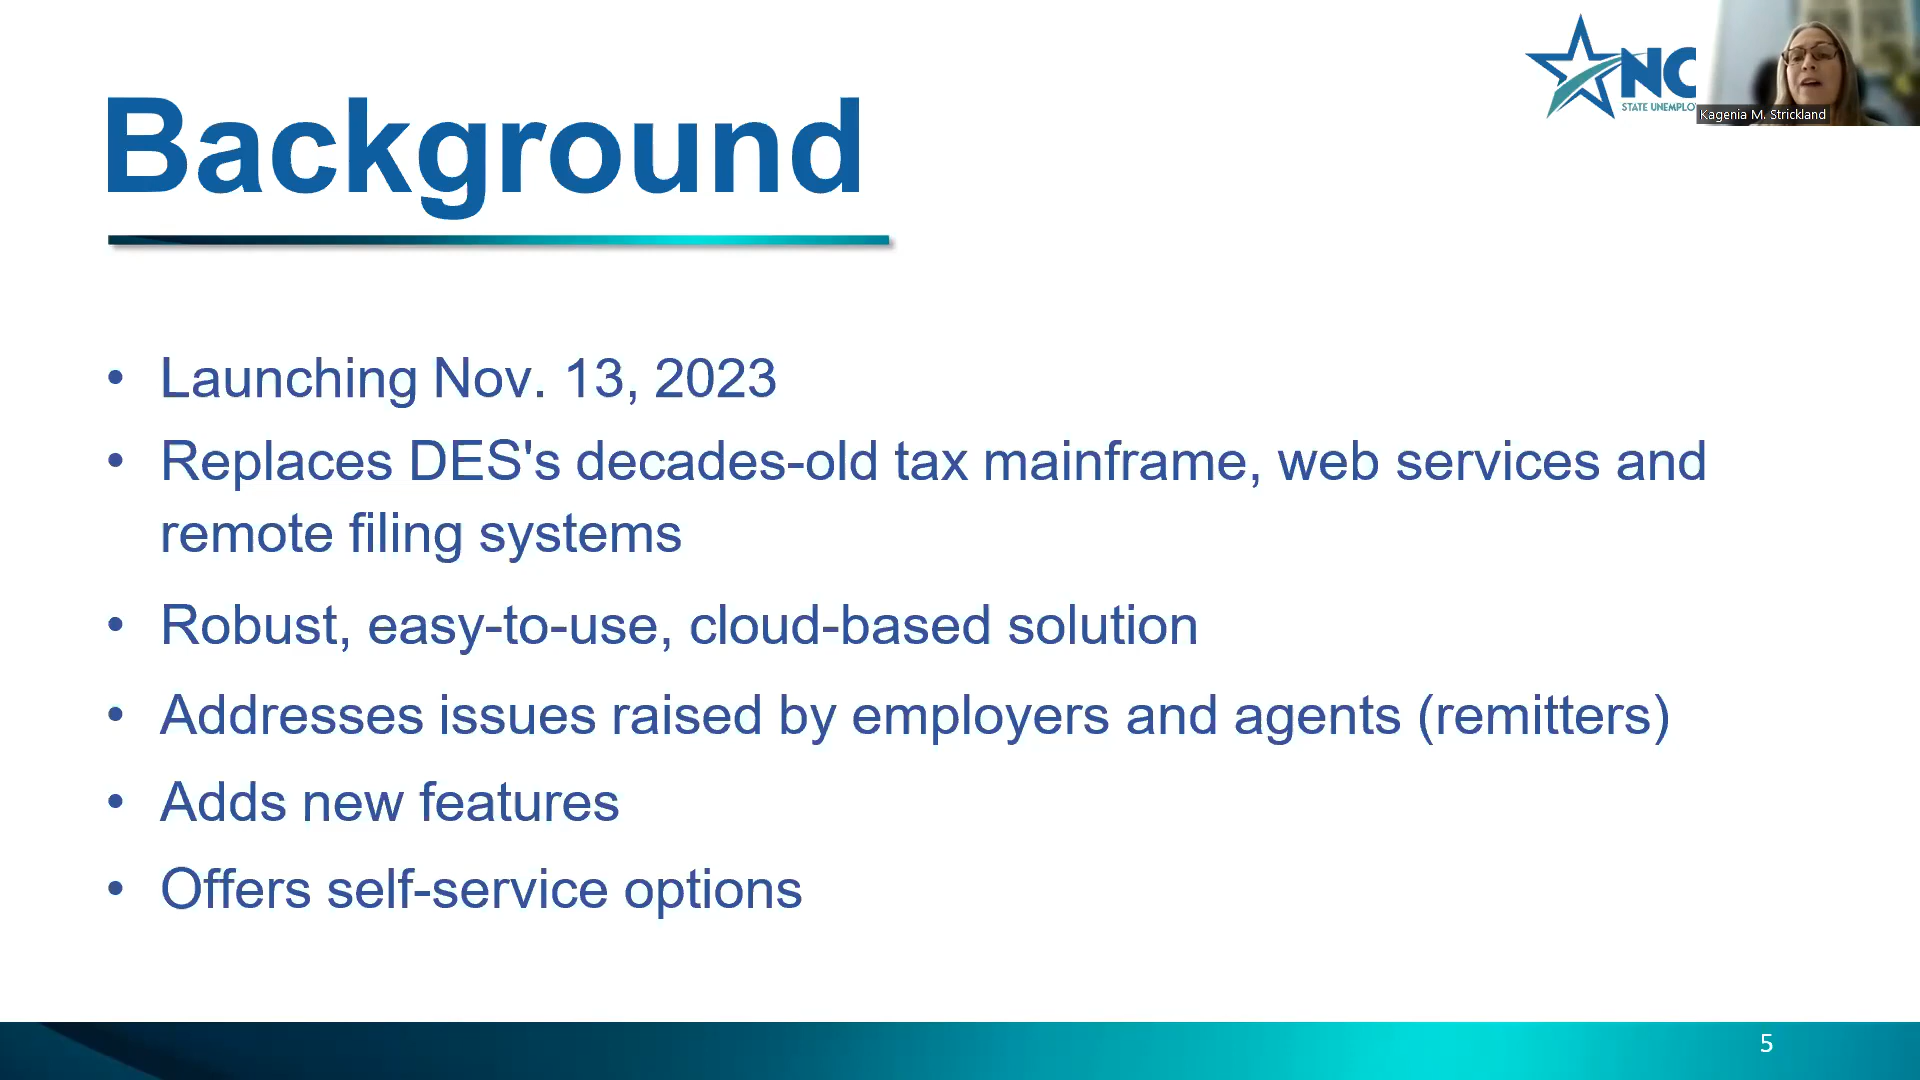 NC
STATE
Kagenia M. Strickland
Background
• Launching Nov. 13, 2023
• Replaces DES's decades-old tax mainframe, web services and
remote filing systems
• Robust, easy-to-use, cloud-based solution
• Addresses issues raised by employers and agents (remitters)
• Adds new features
• Offers self-service options
5